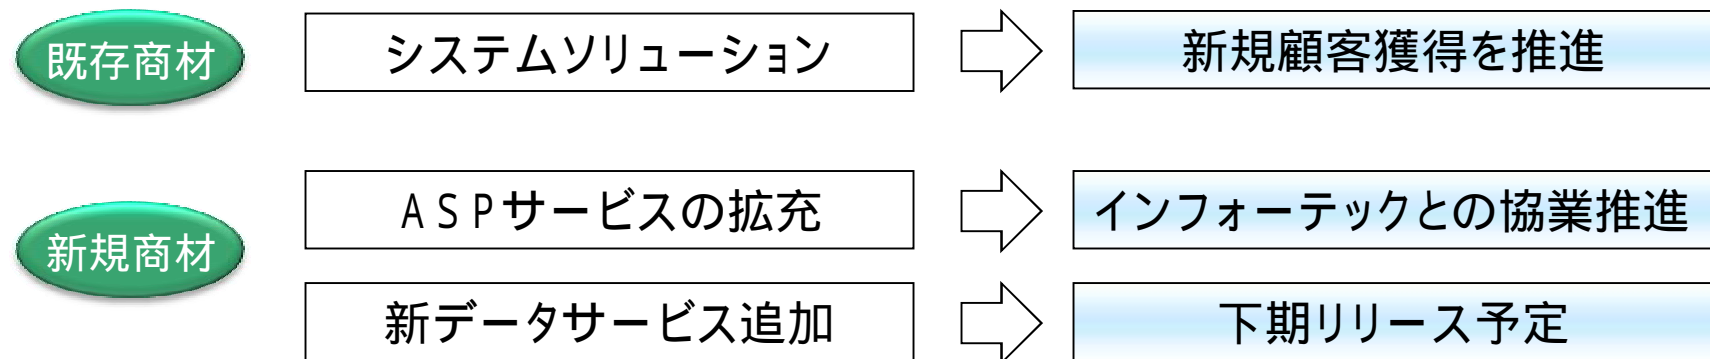 既存商材
システムソリューション
新規顧客獲得を推進
新規商材
ASPサービスの拡充
インフォーテックとの協業推進
新データサービス追加
下期リリース予定